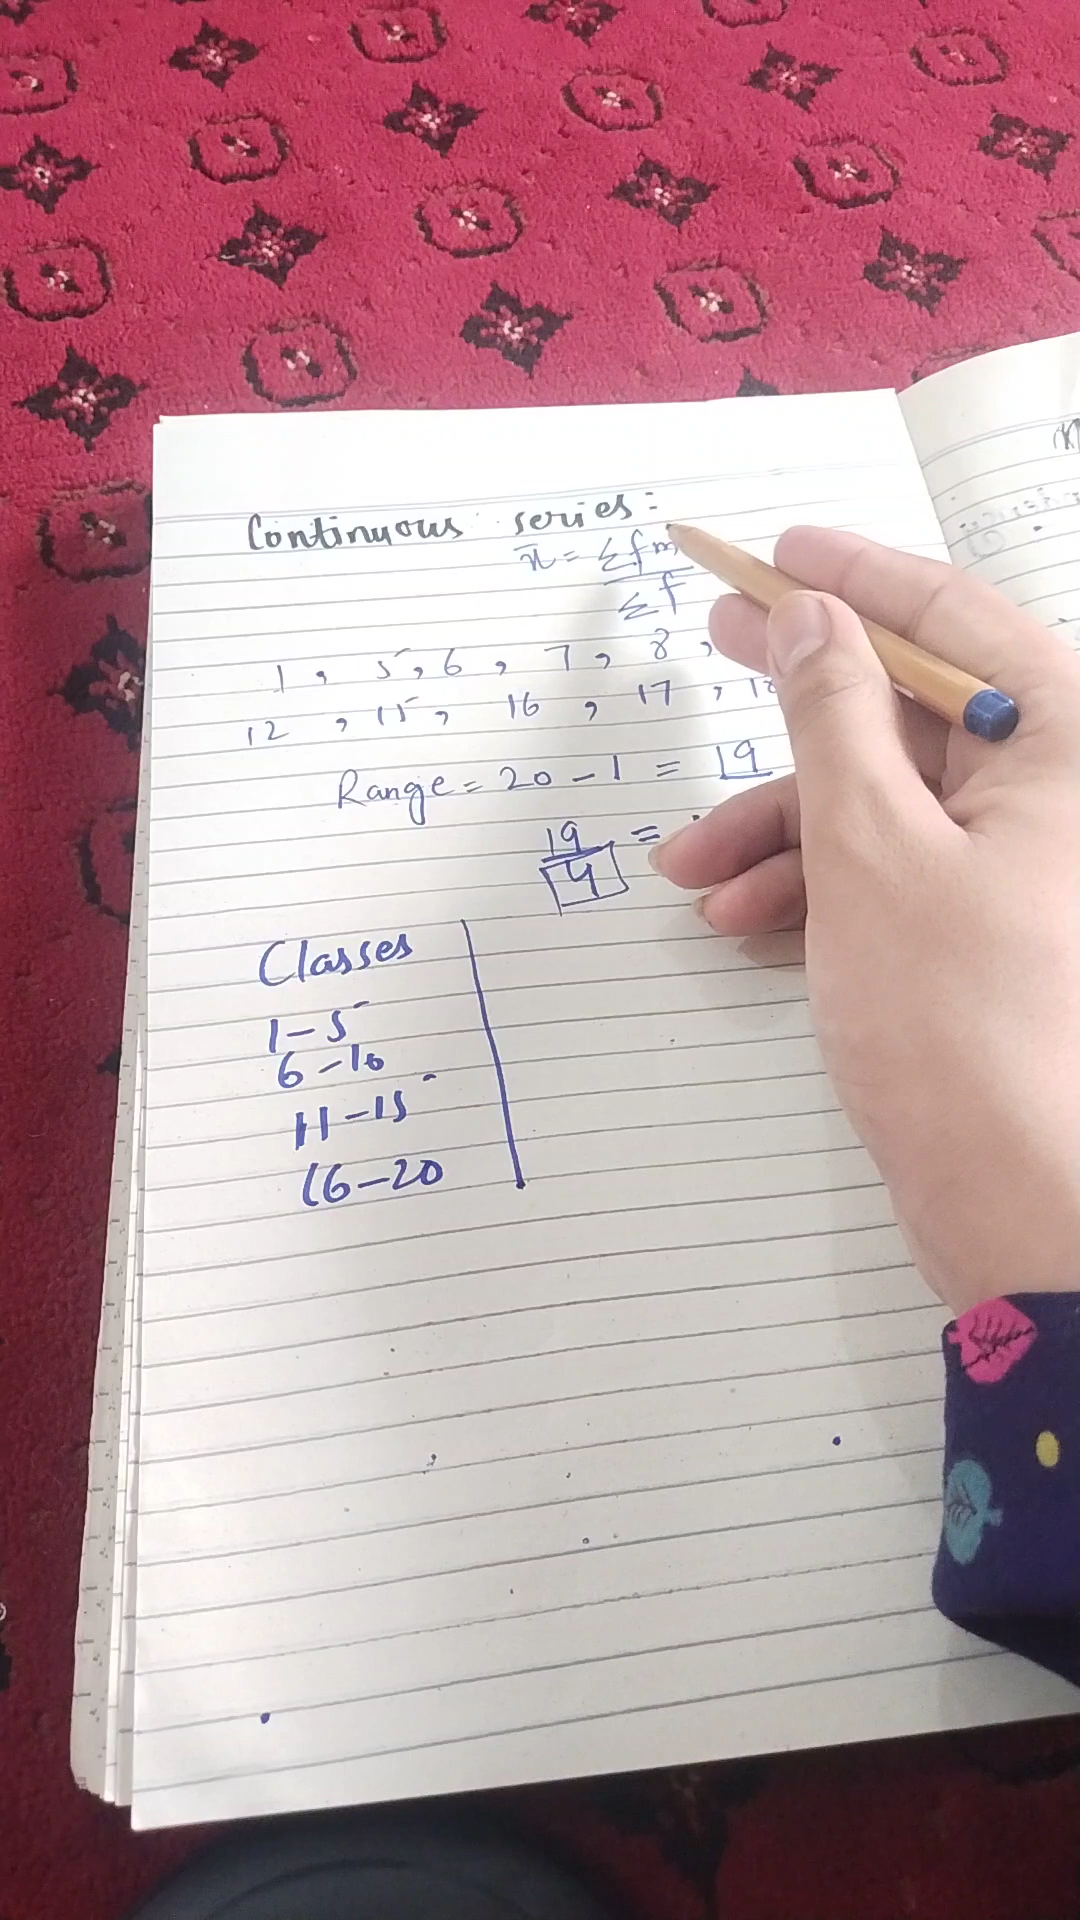 Continuous series:
x̄ = Σfm
Σf
1, 5, 6, 7, 8,
12, 15, 16, 17, 18
Range = 20 - 1 = 19
19
4
=
Classes
1-5
6-10
11-15
16-20